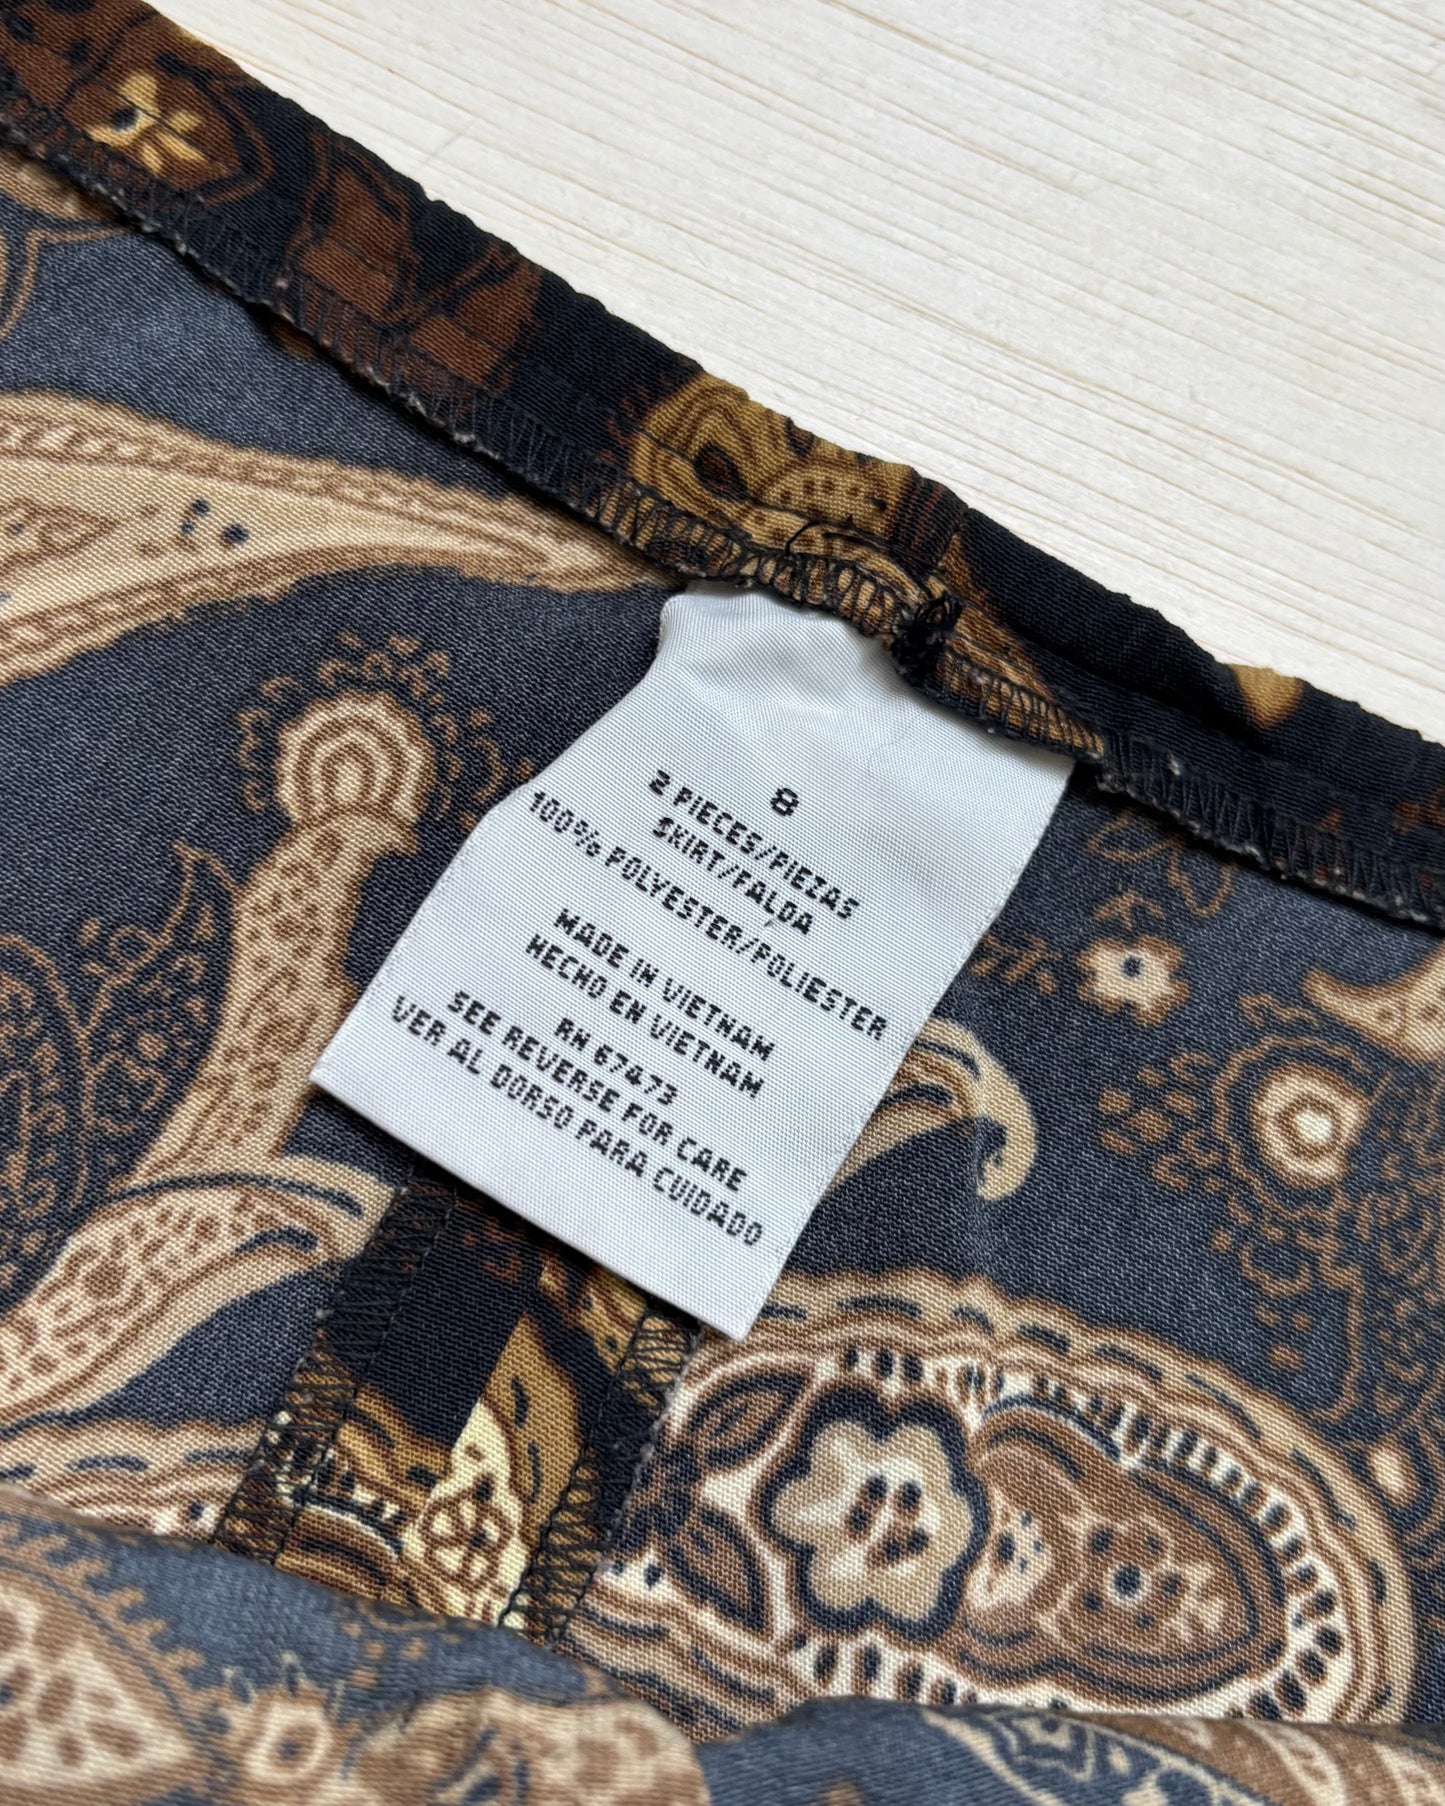 8
2 PIECES/PIEZAS
SKIRT/FALDA
100% POLYESTER/POLIESTER
MADE IN VIETNAM
HECHO EN VIETNAM
RN 67473
SEE REVERSE FOR CARE
VER AL DORSO PARA CUIDADO